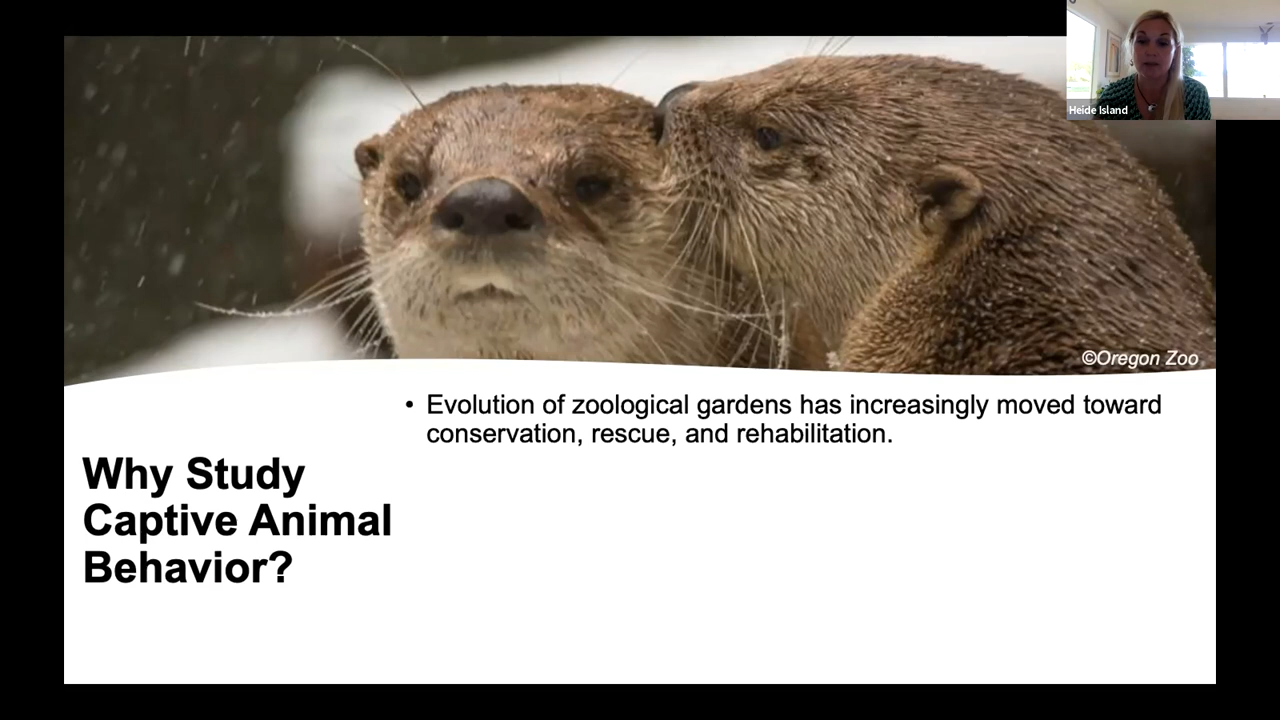 Heide Island
©Oregon Zoo
• Evolution of zoological gardens has increasingly moved toward
conservation, rescue, and rehabilitation.
Why Study
Captive Animal
Behavior?